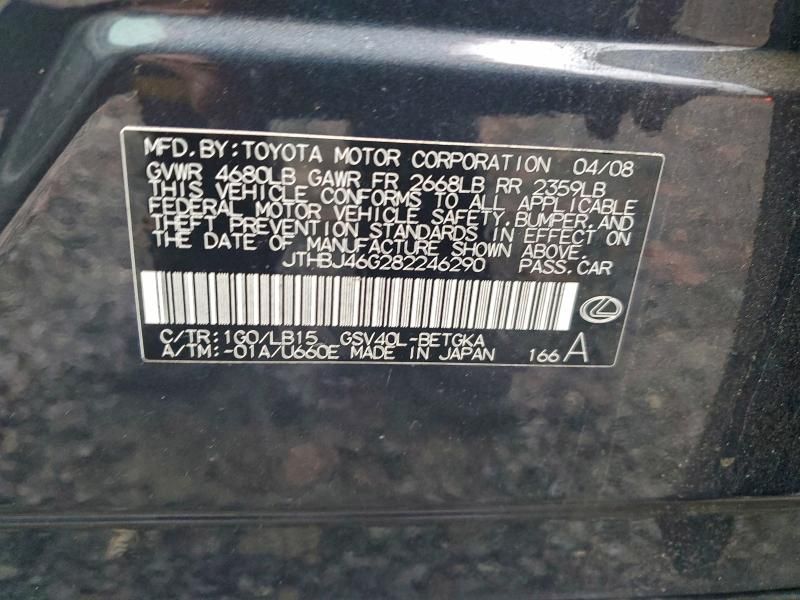 MFD. BY: TOYOTA MOTOR CORPORATION 04/08
GVWR 4680LB GAWR FR 2668LB RR 2359LB
THIS VEHICLE CONFORMS TO ALL APPLICABLE
FEDERAL MOTOR VEHICLE SAFETY, BUMPER, AND
THEFT PREVENTION STANDARDS IN EFFECT ON
THE DATE OF MANUFACTURE SHOWN ABOVE.
JTHBJ46G282246290 PASS. CAR
C/TR: 1G0/LB15 GSV40L-BETGKA
A/TM: -01A/U660E MADE IN JAPAN 166 A